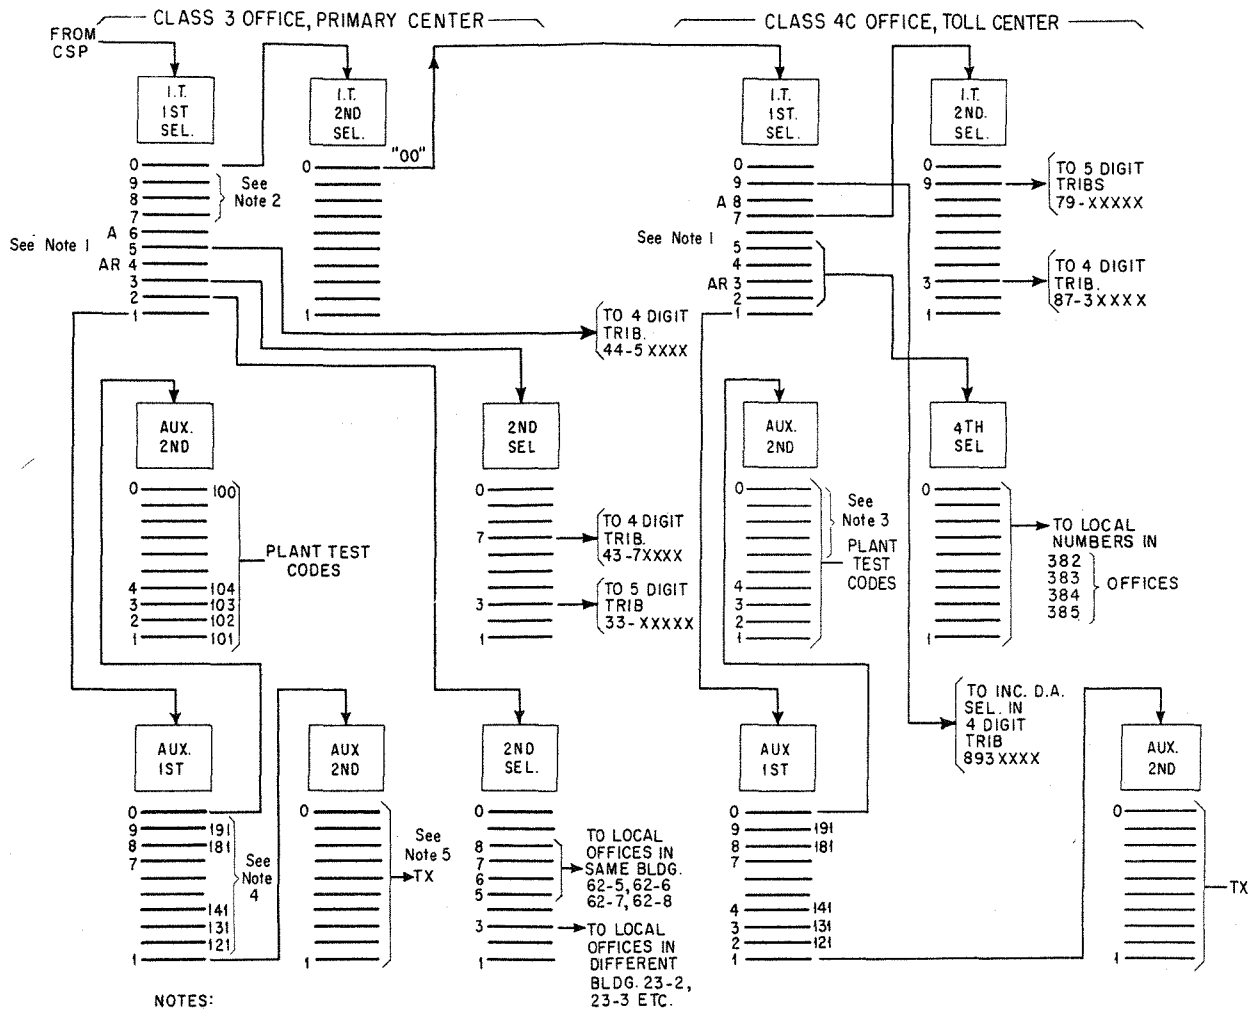 CLASS 3 OFFICE, PRIMARY CENTER
CLASS 4C OFFICE, TOLL CENTER
FROM
CSP
I.T.
1ST
SEL.
I.T.
2ND
SEL.
I.T.
1ST.
SEL.
I.T.
2ND.
SEL.
0
9
8
7
A 6
5
AR 4
3
2
1
See
Note 2
See Note 1
0
"00"
1
TO 4 DIGIT
TRIB.
44-5XXXX
0
9
A 8
7
See Note 1
5
4
AR 3
2
1
0
9
3
1
TO 5 DIGIT
TRIBS
79-XXXXX
TO 4 DIGIT
TRIB.
87-3XXXX
AUX.
2ND
2ND
SEL
AUX.
2ND
4TH
SEL
0 100
4 104
3 103
2 102
1 101
PLANT TEST
CODES
0
7
3
1
TO 4 DIGIT
TRIB.
43-7XXXX
TO 5 DIGIT
TRIB
33-XXXXX
0
4
3
2
1
See
Note 3
PLANT
TEST
CODES
0
1
TO LOCAL
NUMBERS IN
382
383
384
385
OFFICES
TO INC. D.A.
SEL. IN
4 DIGIT
TRIB
893XXXX
AUX.
1ST
AUX
2ND
2ND
SEL.
AUX
1ST
AUX.
2ND
0
9 191
8 181
7
141
131
121
1
See
Note
4
0
1
See
Note 5
TX
0
8
7
6
5
3
1
TO LOCAL
OFFICES IN
SAME BLDG.
62-5, 62-6
62-7, 62-8
TO LOCAL
OFFICES IN
DIFFERENT
BLDG. 23-2,
23-3 ETC.
0
9 191
8 181
7
4 141
3 131
2 121
1
0
1
TX
NOTES: